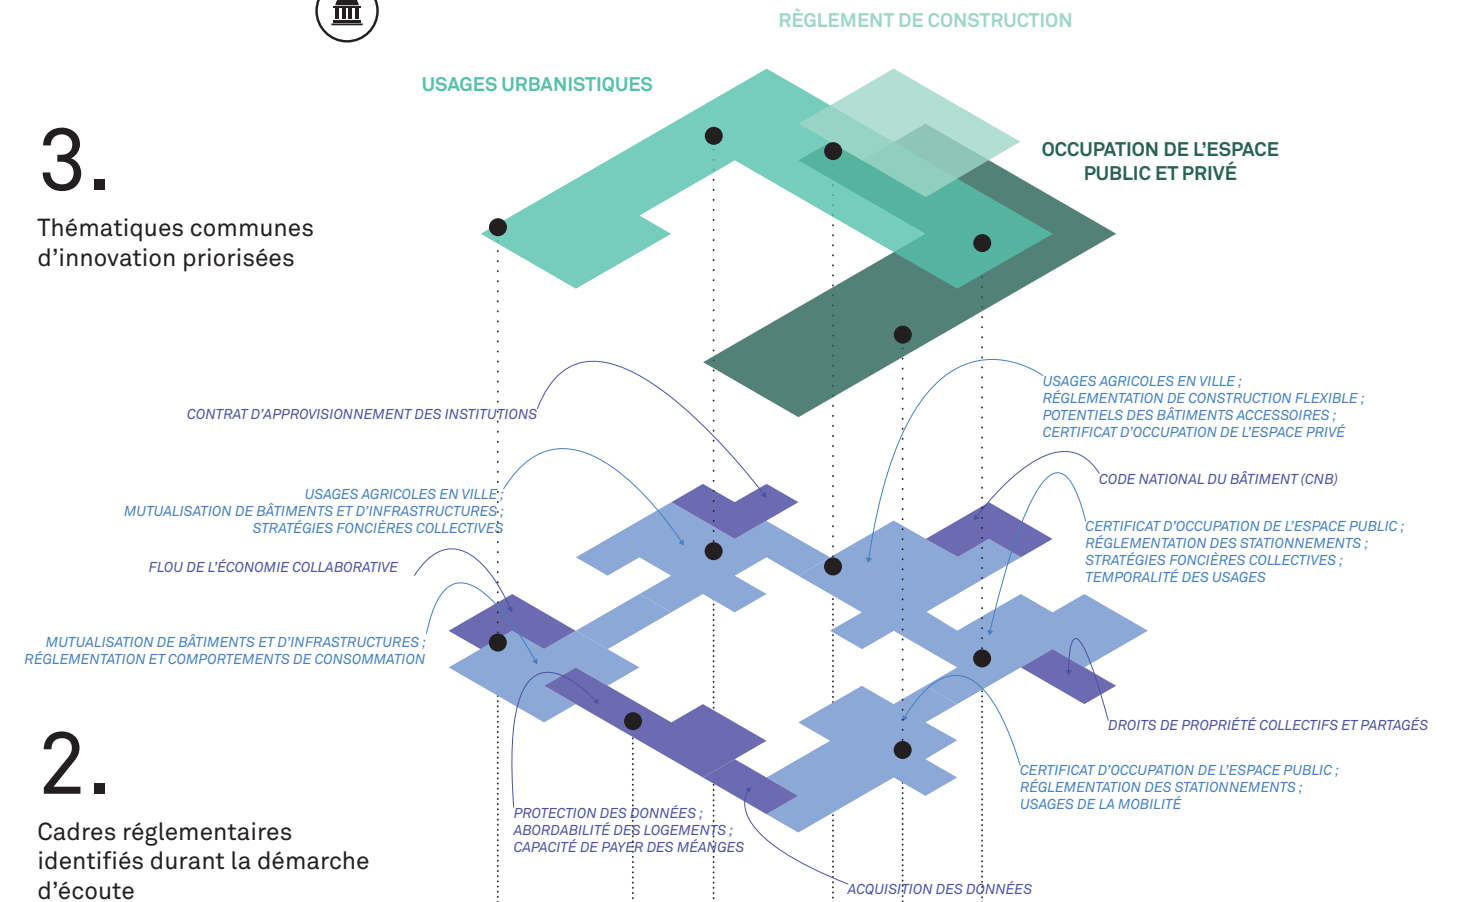 RÈGLEMENT DE CONSTRUCTION
USAGES URBANISTIQUES
OCCUPATION DE L'ESPACE
PUBLIC ET PRIVÉ
3.
Thématiques communes
d'innovation priorisées
CONTRAT D'APPROVISIONNEMENT DES INSTITUTIONS
USAGES AGRICOLES EN VILLE ;
RÉGLEMENTATION DE CONSTRUCTION FLEXIBLE ;
POTENTIELS DES BÂTIMENTS ACCESSOIRES ;
CERTIFICAT D'OCCUPATION DE L'ESPACE PRIVÉ
CODE NATIONAL DU BÂTIMENT (CNB)
USAGES AGRICOLES EN VILLE ;
MUTUALISATION DE BÂTIMENTS ET D'INFRASTRUCTURES ;
STRATÉGIES FONCIÈRES COLLECTIVES
CERTIFICAT D'OCCUPATION DE L'ESPACE PUBLIC ;
RÉGLEMENTATION DES STATIONNEMENTS ;
STRATÉGIES FONCIÈRES COLLECTIVES ;
TEMPORALITÉ DES USAGES
FLOU DE L'ÉCONOMIE COLLABORATIVE
MUTUALISATION DE BÂTIMENTS ET D'INFRASTRUCTURES ;
RÉGLEMENTATION ET COMPORTEMENTS DE CONSOMMATION
DROITS DE PROPRIÉTÉ COLLECTIFS ET PARTAGÉS
2.
Cadres réglementaires
identifiés durant la démarche
d'écoute
CERTIFICAT D'OCCUPATION DE L'ESPACE PUBLIC ;
RÉGLEMENTATION DES STATIONNEMENTS ;
USAGES DE LA MOBILITÉ
PROTECTION DES DONNÉES ;
ABORDABILITÉ DES LOGEMENTS ;
CAPACITÉ DE PAYER DES MÉANGES
ACQUISITION DES DONNÉES